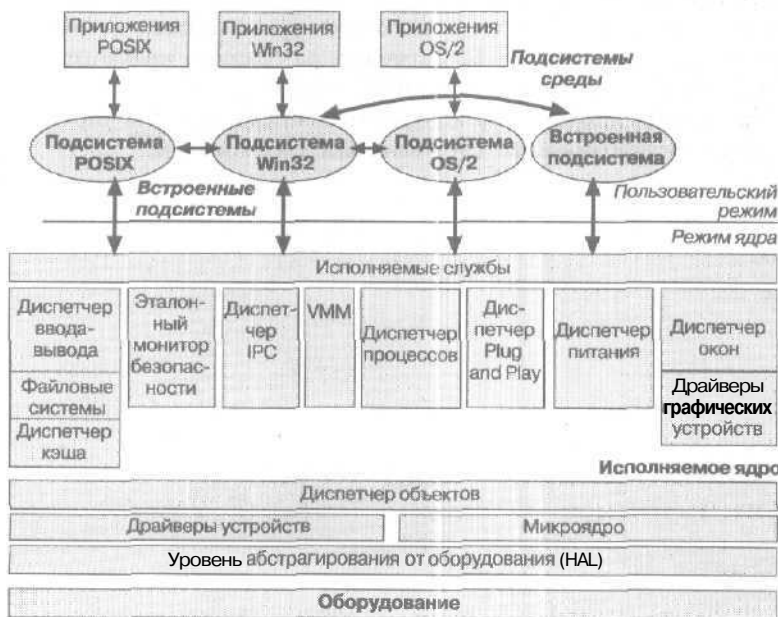 Приложения
POSIX
Приложения
Win32
Приложения
OS/2
Подсистемы
среды
Подсистема
POSIX
Подсистема
Win32
Подсистема
OS/2
Встроенная
подсистема
Встроенные
подсистемы
Пользовательский
режим
Режим ядра
Исполняемые службы
Диспетчер
ввода-
вывода
Файловые
системы
Диспетчер
кэша
Эталон-
ный
монитор
безопас-
ности
Диспет-
чер
IPC
VMM
Диспетчер
процессов
Дис-
петчер
Plug
and Play
Диспетчер
питания
Диспетчер
окон
Драйверы
графических
устройств
Исполняемое ядро
Диспетчер объектов
Драйверы устройств
Микроядро
Уровень абстрагирования от оборудования (HAL)
Оборудование